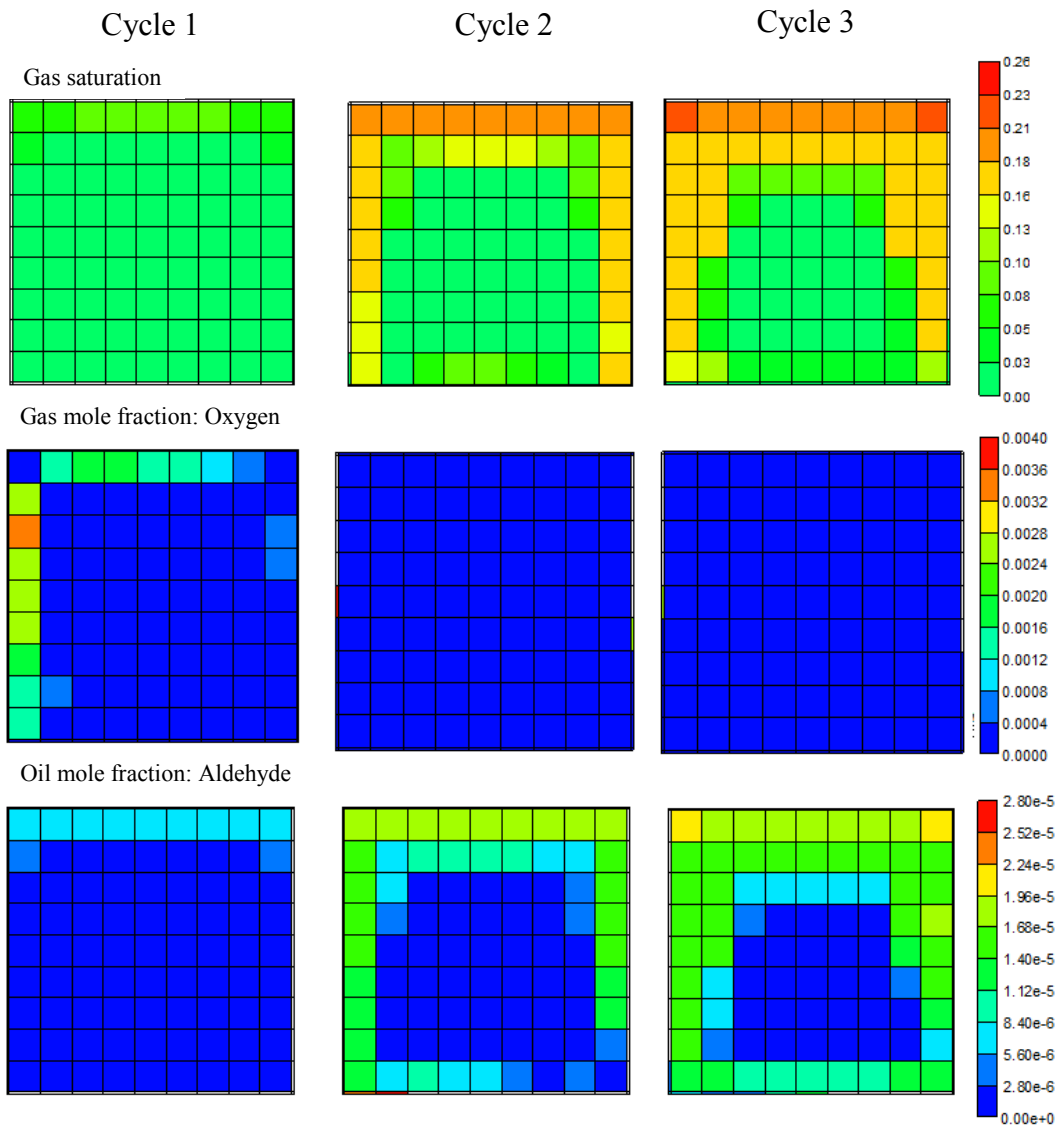 Cycle 1 Cycle 2 Cycle 3
Gas saturation
0.26
0.23
0.21
0.18
0.16
0.13
0.10
0.08
0.05
0.03
0.00
Gas mole fraction: Oxygen
0.0040
0.0036
0.0032
0.0028
0.0024
0.0020
0.0016
0.0012
0.0008
0.0004
0.0000
Oil mole fraction: Aldehyde
2.80e-5
2.52e-5
2.24e-5
1.96e-5
1.68e-5
1.40e-5
1.12e-5
8.40e-6
5.60e-6
2.80e-6
0.00e+0